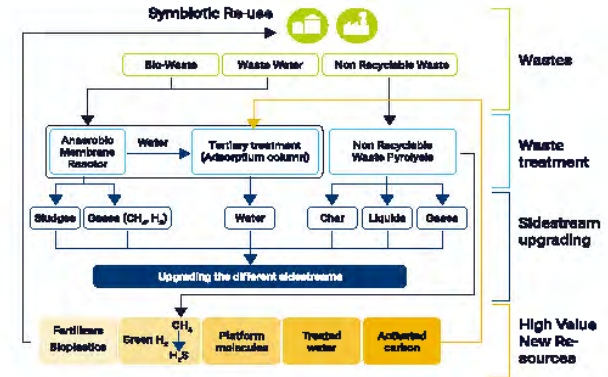 Symbiotic Re-use
Wastes
Bio-Waste
Waste Water
Non Recyclable Waste
Waste
treatment
Anaerobic
Membrane
Reactor
Water
Tertiary treatment
(Adsorptium column)
Non Recyclable
Waste Pyrolysis
Sidestream
upgrading
Sludges
Gases (CH₄, H₂)
Water
Char
Liquids
Gases
Upgrading the different sidestreams
High Value
New Re-
sources
Fertilizers
Bioplastics
Green H₂
CH₄
H₂S
Platform
molecules
Treated
water
Activated
carbon